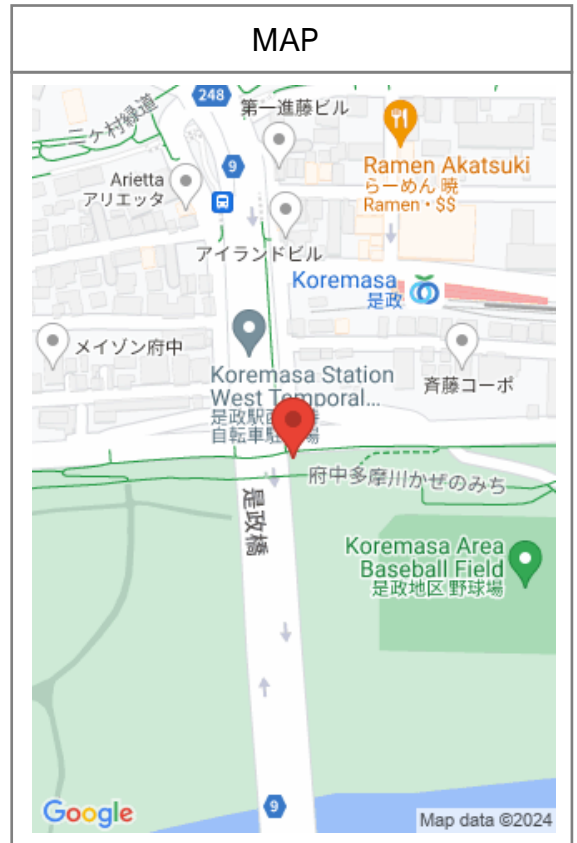 MAP
248
第一進藤ビル
三ヶ村緑道
9
Arietta
アリエッタ
Ramen Akatsuki
らーめん 暁
Ramen・$$
アイランドビル
Koremasa
是政
メイゾン府中
斉藤コーポ
Koremasa Station
West Temporal...
是政駅
自転車駐
場
府中多摩川かぜのみち
是政橋
Koremasa Area
Baseball Field
是政地区 野球場
9
Google
Map data ©2024